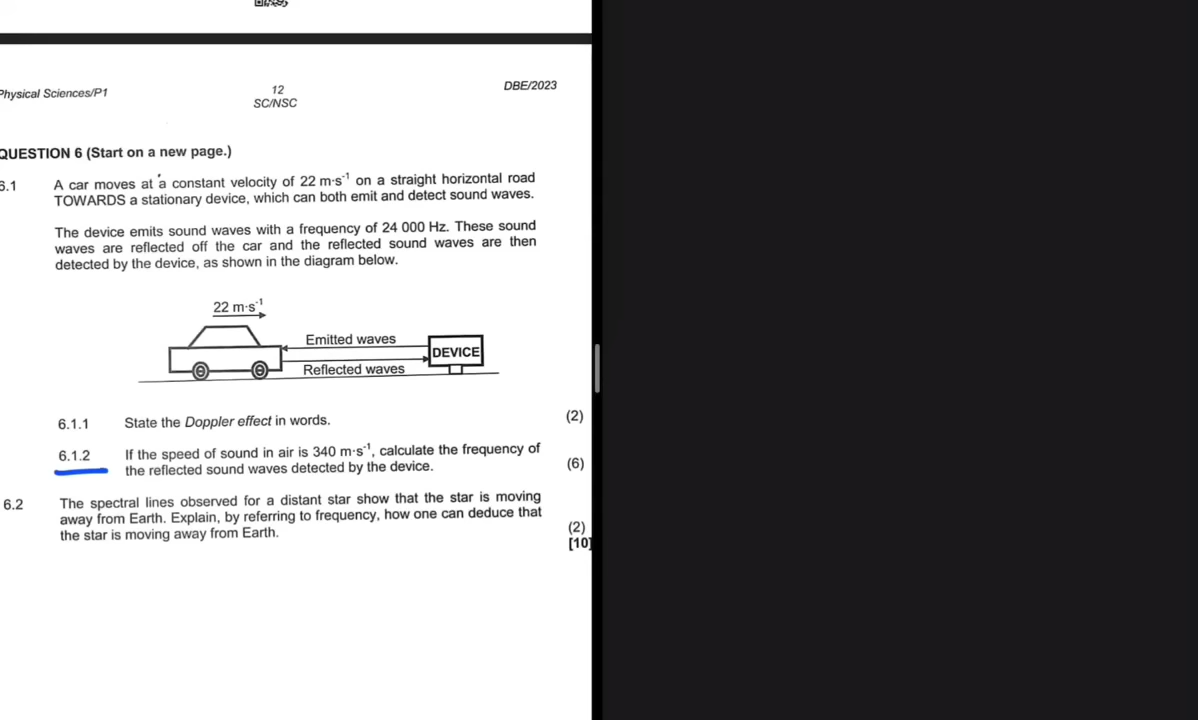 Physical Sciences/P1
12
SC/NSC
DBE/2023
QUESTION 6 (Start on a new page.)
6.1 A car moves at a constant velocity of 22 m·s⁻¹ on a straight horizontal road
TOWARDS a stationary device, which can both emit and detect sound waves.
The device emits sound waves with a frequency of 24 000 Hz. These sound
waves are reflected off the car and the reflected sound waves are then
detected by the device, as shown in the diagram below.
22 m·s⁻¹
Emitted waves
DEVICE
Reflected waves
6.1.1 State the Doppler effect in words. (2)
6.1.2 If the speed of sound in air is 340 m·s⁻¹, calculate the frequency of
the reflected sound waves detected by the device. (6)
6.2 The spectral lines observed for a distant star show that the star is moving
away from Earth. Explain, by referring to frequency, how one can deduce that
the star is moving away from Earth. (2)
[10]